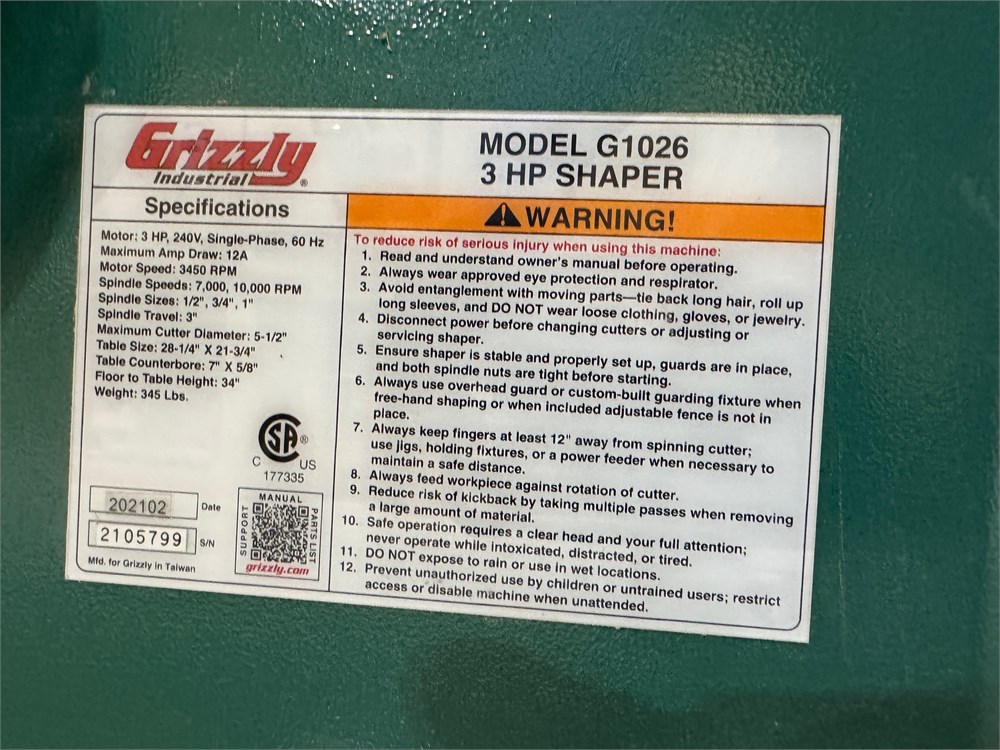 Grizzly
Industrial ®
MODEL G1026
3 HP SHAPER
Specifications
Motor: 3 HP, 240V, Single-Phase, 60 Hz
Maximum Amp Draw: 12A
Motor Speed: 3450 RPM
Spindle Speeds: 7,000, 10,000 RPM
Spindle Sizes: 1/2", 3/4", 1"
Spindle Travel: 3"
Maximum Cutter Diameter: 5-1/2"
Table Size: 28-1/4" X 21-3/4"
Table Counterbore: 7" X 5/8"
Floor to Table Height: 34"
Weight: 345 Lbs.
SA ®
C US
177335
202102 Date
2105799 S/N
Mfd. for Grizzly in Taiwan
MANUAL
SUPPORT
PARTS LIST
grizzly.com
WARNING!
To reduce risk of serious injury when using this machine:
1. Read and understand owner's manual before operating.
2. Always wear approved eye protection and respirator.
3. Avoid entanglement with moving parts—tie back long hair, roll up
long sleeves, and DO NOT wear loose clothing, gloves, or jewelry.
4. Disconnect power before changing cutters or adjusting or
servicing shaper.
5. Ensure shaper is stable and properly set up, guards are in place,
and both spindle nuts are tight before starting.
6. Always use overhead guard or custom-built guarding fixture when
free-hand shaping or when included adjustable fence is not in
place.
7. Always keep fingers at least 12" away from spinning cutter;
use jigs, holding fixtures, or a power feeder when necessary to
maintain a safe distance.
8. Always feed workpiece against rotation of cutter.
9. Reduce risk of kickback by taking multiple passes when removing
a large amount of material.
10. Safe operation requires a clear head and your full attention;
never operate while intoxicated, distracted, or tired.
11. DO NOT expose to rain or use in wet locations.
12. Prevent unauthorized use by children or untrained users; restrict
access or disable machine when unattended.